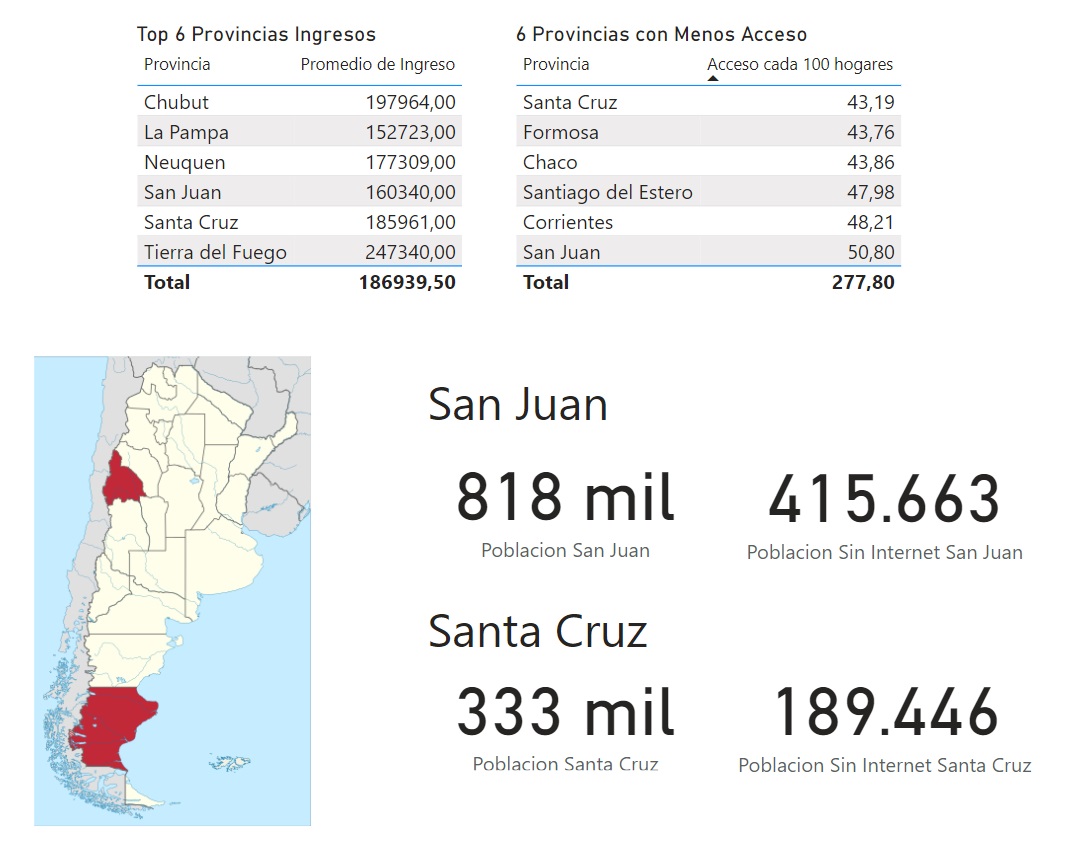 Top 6 Provincias Ingresos
Provincia Promedio de Ingreso
Chubut 197964,00
La Pampa 152723,00
Neuquen 177309,00
San Juan 160340,00
Santa Cruz 185961,00
Tierra del Fuego 247340,00
Total 186939,50
6 Provincias con Menos Acceso
Provincia Acceso cada 100 hogares
Santa Cruz 43,19
Formosa 43,76
Chaco 43,86
Santiago del Estero 47,98
Corrientes 48,21
San Juan 50,80
Total 277,80
San Juan
818 mil 415.663
Poblacion San Juan Poblacion Sin Internet San Juan
Santa Cruz
333 mil 189.446
Poblacion Santa Cruz Poblacion Sin Internet Santa Cruz